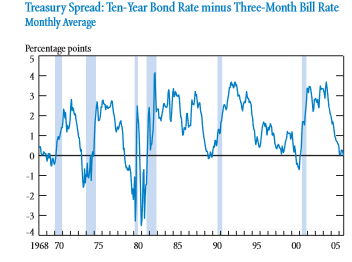 Treasury Spread: Ten-Year Bond Rate minus Three-Month Bill Rate
Monthly Average
Percentage points
5
4
3
2
1
0
-1
-2
-3
-4
1968 70 75 80 85 90 95 00 05